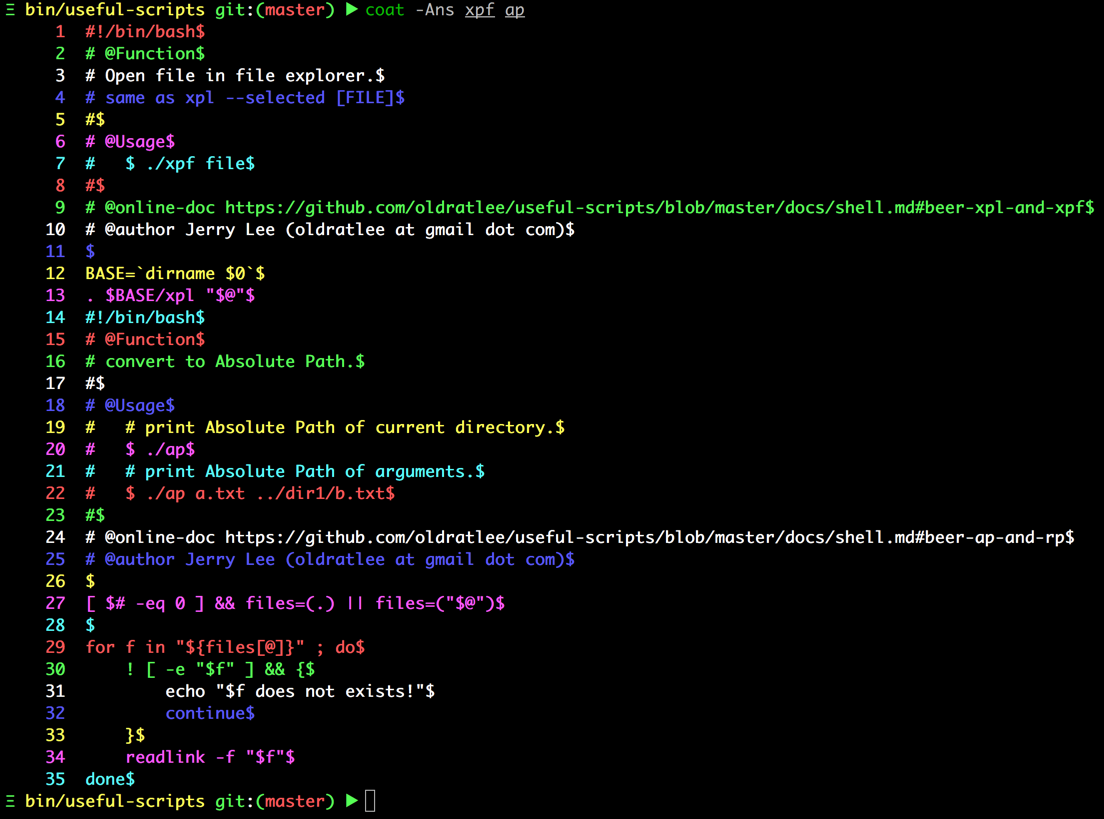 Ξ bin/useful-scripts git:(master) ▶ coat -Ans xpf ap
     1  #!/bin/bash$
     2  # @Function$
     3  # Open file in file explorer.$
     4  # same as xpl --selected [FILE]$
     5  #$
     6  # @Usage$
     7  #   $ ./xpf file$
     8  #$
     9  # @online-doc https://github.com/oldratlee/useful-scripts/blob/master/docs/shell.md#beer-xpl-and-xpf$
    10  # @author Jerry Lee (oldratlee at gmail dot com)$
    11  $
    12  BASE=`dirname $0`$
    13  . $BASE/xpl "$@"$
    14  #!/bin/bash$
    15  # @Function$
    16  # convert to Absolute Path.$
    17  #$
    18  # @Usage$
    19  #   # print Absolute Path of current directory.$
    20  #   $ ./ap$
    21  #   # print Absolute Path of arguments.$
    22  #   $ ./ap a.txt ../dir1/b.txt$
    23  #$
    24  # @online-doc https://github.com/oldratlee/useful-scripts/blob/master/docs/shell.md#beer-ap-and-rp$
    25  # @author Jerry Lee (oldratlee at gmail dot com)$
    26  $
    27  [ $# -eq 0 ] && files=(.) || files=("$@")$
    28  $
    29  for f in "${files[@]}" ; do$
    30      ! [ -e "$f" ] && {$
    31          echo "$f does not exists!"$
    32          continue$
    33      }$
    34      readlink -f "$f"$
    35  done$
Ξ bin/useful-scripts git:(master) ▶